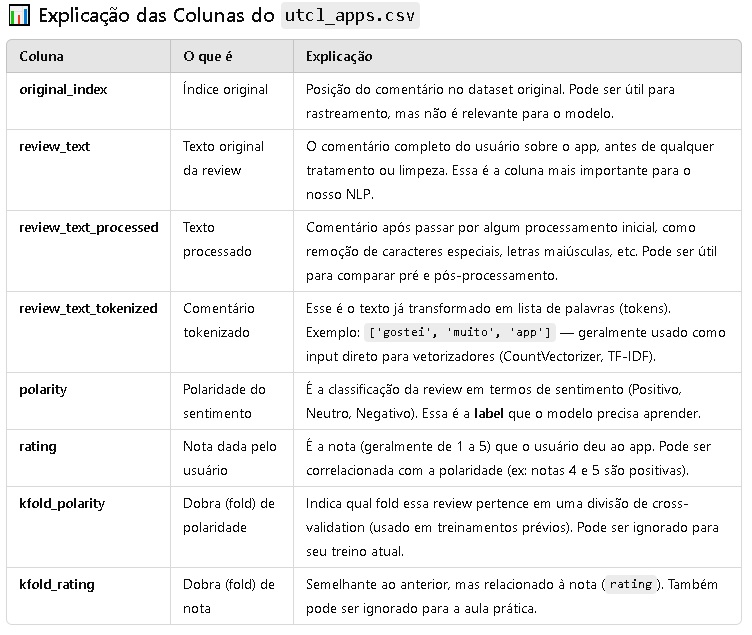 Explicação das Colunas do utcl_apps.csv
Coluna O que é Explicação
original_index Índice original Posição do comentário no dataset original. Pode ser útil para
rastreamento, mas não é relevante para o modelo.
review_text Texto original O comentário completo do usuário sobre o app, antes de qualquer
da review tratamento ou limpeza. Essa é a coluna mais importante para o
nosso NLP.
review_text_processed Texto Comentário após passar por algum processamento inicial, como
processado remoção de caracteres especiais, letras maiúsculas, etc. Pode ser útil
para comparar pré e pós-processamento.
review_text_tokenized Comentário Esse é o texto já transformado em lista de palavras (tokens).
tokenizado Exemplo: ['gostei', 'muito', 'app'] — geralmente usado como
input direto para vetorizadores (CountVectorizer, TF-IDF).
polarity Polaridade do É a classificação da review em termos de sentimento (Positivo,
sentimento Neutro, Negativo). Essa é a label que o modelo precisa aprender.
rating Nota dada pelo É a nota (geralmente de 1 a 5) que o usuário deu ao app. Pode ser
usuário correlacionada com a polaridade (ex: notas 4 e 5 são positivas).
kfold_polarity Dobra (fold) de Indica qual fold essa review pertence em uma divisão de cross-
polaridade validation (usado em treinamentos prévios). Pode ser ignorado para
seu treino atual.
kfold_rating Dobra (fold) de Semelhante ao anterior, mas relacionado à nota ( rating ). Também
nota pode ser ignorado para a aula prática.